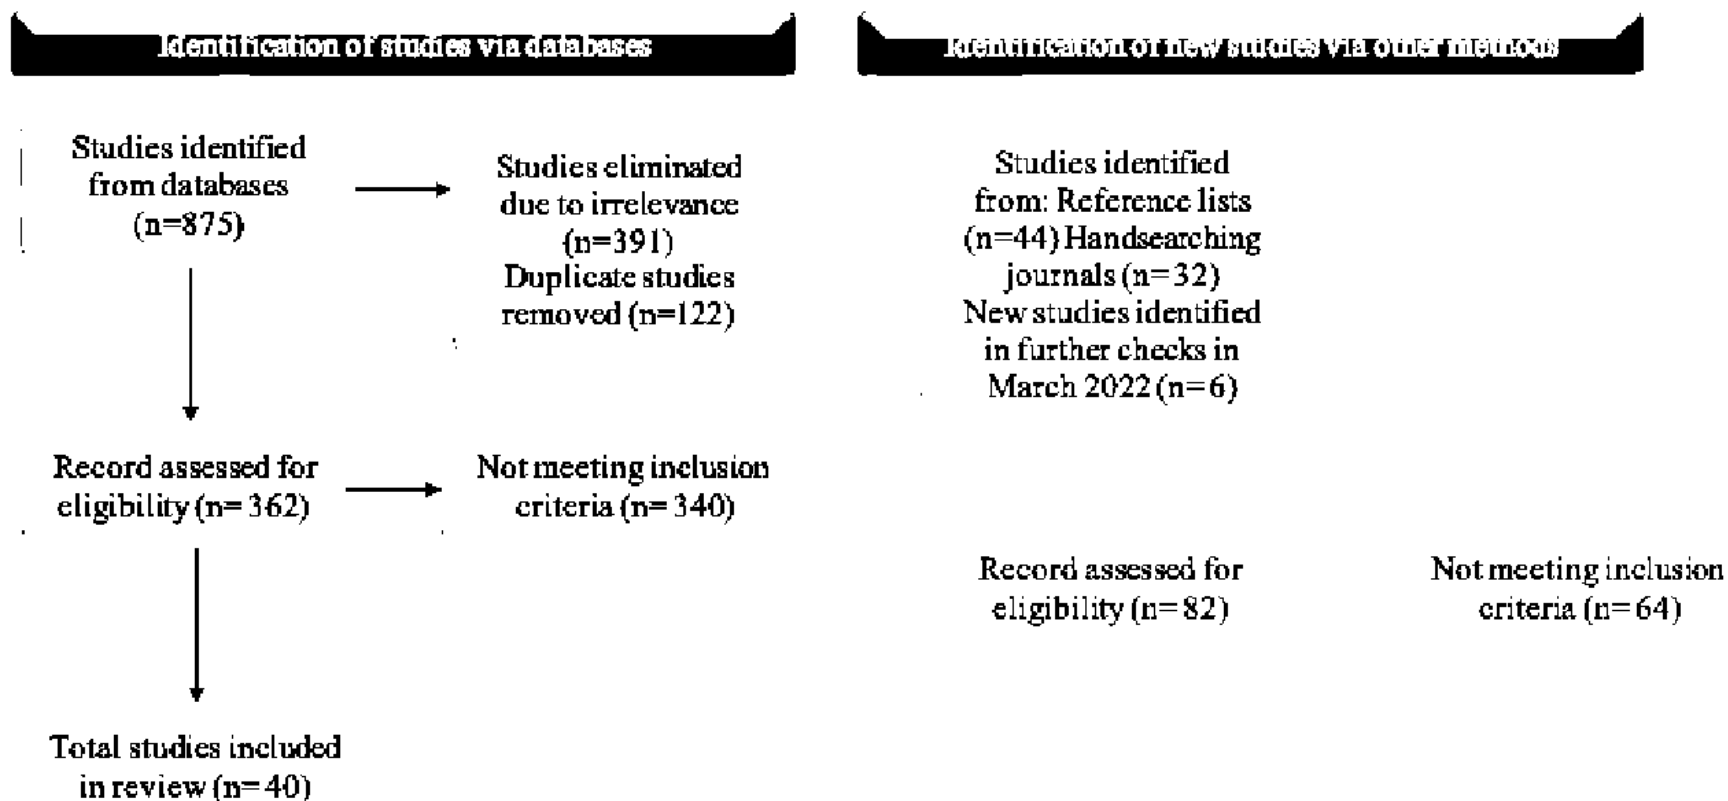 Identification of studies via databases
Identification of new studies via other methods
Studies identified
from databases
(n=875)
Studies eliminated
due to irrelevance
(n=391)
Duplicate studies
removed (n=122)
Studies identified
from: Reference lists
(n=44) Handsearching
journals (n=32)
New studies identified
in further checks in
March 2022 (n=6)
Record assessed for
eligibility (n=362)
Not meeting inclusion
criteria (n=340)
Record assessed for
eligibility (n=82)
Not meeting inclusion
criteria (n=64)
Total studies included
in review (n=40)